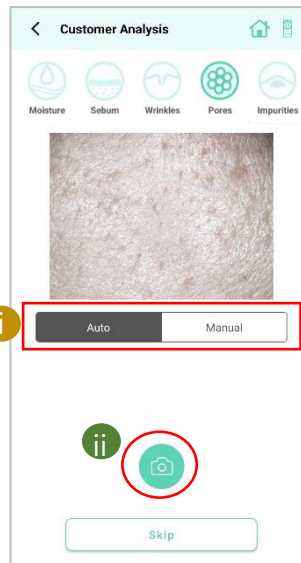 Customer Analysis
Moisture Sebum Wrinkles Pores Impurities
i
Auto Manual
ii
Skip